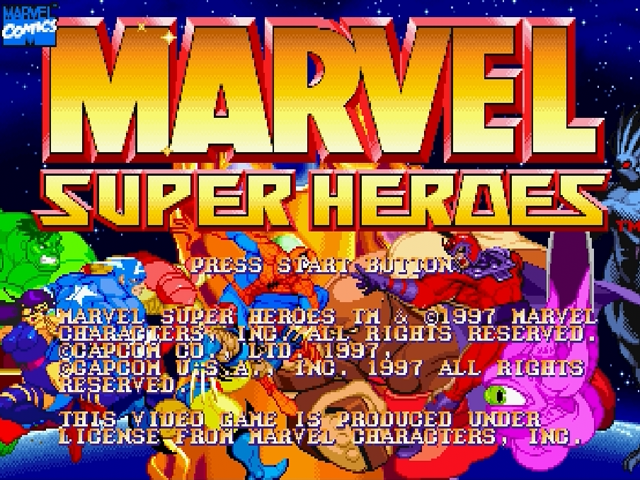 MARVEL
COMICS
M
MARVEL
SUPER HEROES
TM
PRESS START BUTTON
MARVEL SUPER HEROES TM & ©1997 MARVEL
CHARACTERS, INC. ALL RIGHTS RESERVED.
©CAPCOM CO., LTD. 1997,
©CAPCOM U.S.A., INC. 1997 ALL RIGHTS
RESERVED.
THIS VIDEO GAME IS PRODUCED UNDER
LICENSE FROM MARVEL CHARACTERS, INC.